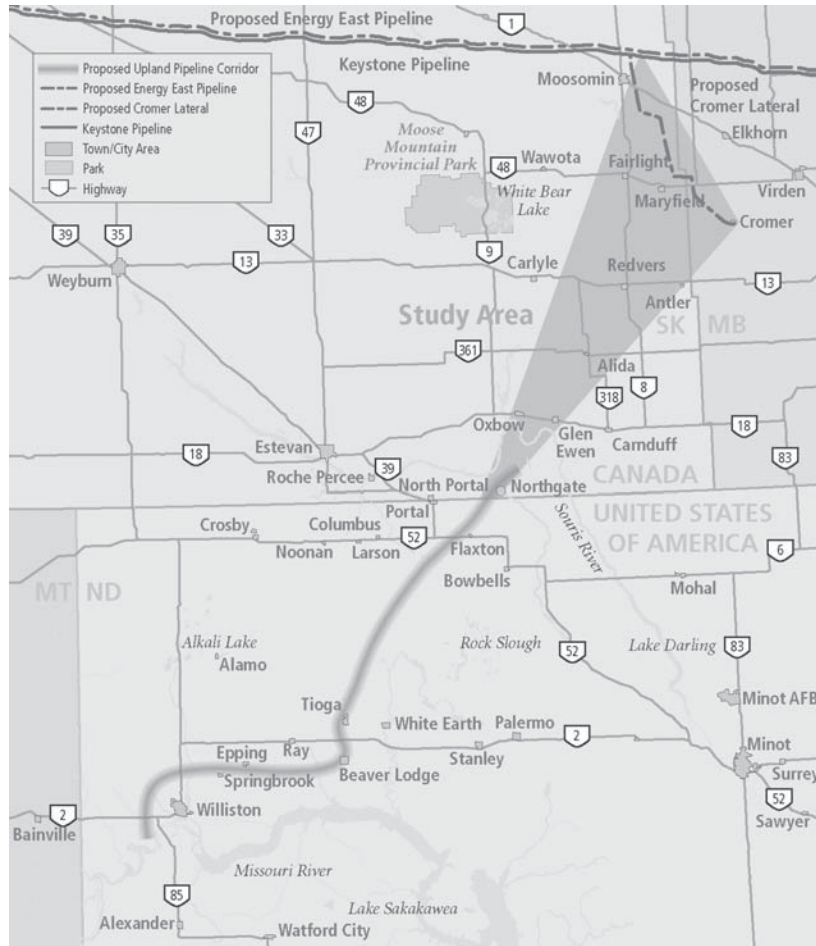 Proposed Energy East Pipeline
1
Keystone Pipeline
Proposed Upland Pipeline Corridor
Proposed Energy East Pipeline
Proposed Cromer Lateral
Keystone Pipeline
Town/City Area
Park
Highway
Moosomin
Proposed
Cromer Lateral
48
47
Elkhorn
Moose
Mountain
Provincial Park
48
Wawota
Fairlight
White Bear
Lake
Maryfield
Virden
Cromer
39
35
33
9
13
Carlyle
Redvers
13
Weyburn
Antler
Study Area
SK
MB
361
Alida
318
8
Oxbow
Glen
Ewen
Carnduff
18
Estevan
18
39
83
Roche Percee
North Portal
Northgate
CANADA
Portal
UNITED STATES
OF AMERICA
Crosby
Columbus
52
Noonan
Larson
Flaxton
Souris River
6
Bowbells
Mohal
MT
ND
Alkali Lake
Alamo
Rock Slough
52
Lake Darling
83
Minot AFB
Tioga
White Earth
Palermo
2
Ray
Stanley
Minot
Epping
Springbrook
Beaver Lodge
Surrey
52
Williston
2
Bainville
Sawyer
Missouri River
85
Alexander
Lake Sakakawea
Watford City